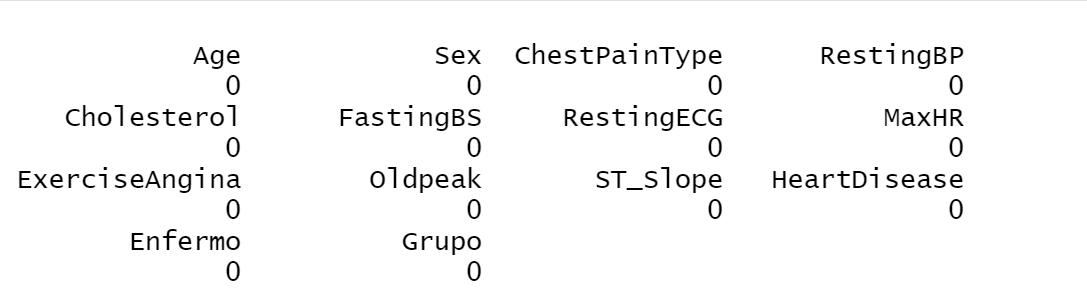 Age Sex ChestPainType RestingBP
0 0 0 0
Cholesterol FastingBS RestingECG MaxHR
0 0 0 0
ExerciseAngina Oldpeak ST_Slope HeartDisease
0 0 0 0
Enfermo Grupo
0 0